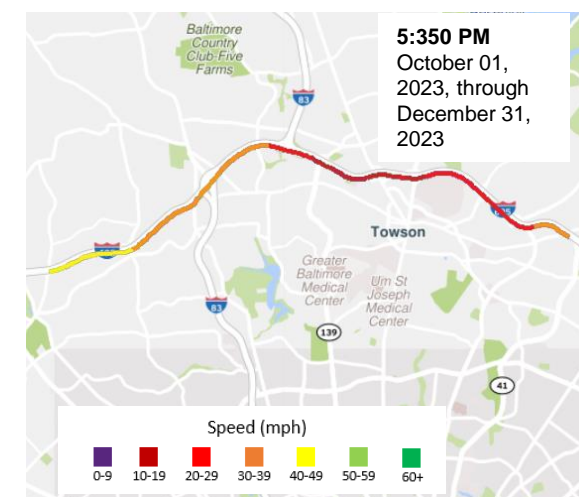 5:350 PM
October 01,
2023, through
December 31,
2023
Baltimore
Country
Club-Five
Farms
83
Towson
Greater
Baltimore
Medical
Center
Um St
Joseph
Medical
Center
83
139
41
Speed (mph)
0-9 10-19 20-29 30-39 40-49 50-59 60+